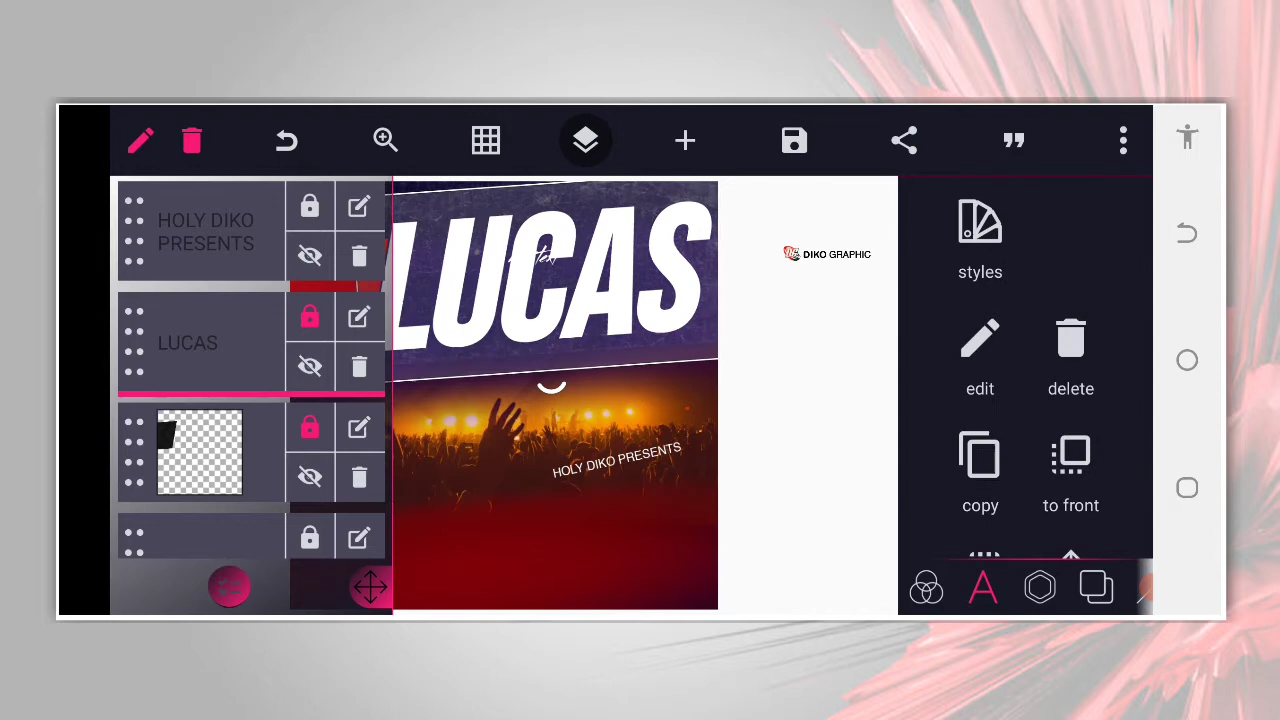 HOLY DIKO
PRESENTS
LUCAS
LUCAS
HOLY DIKO PRESENTS
DIKO GRAPHIC
styles
edit
delete
copy
to front